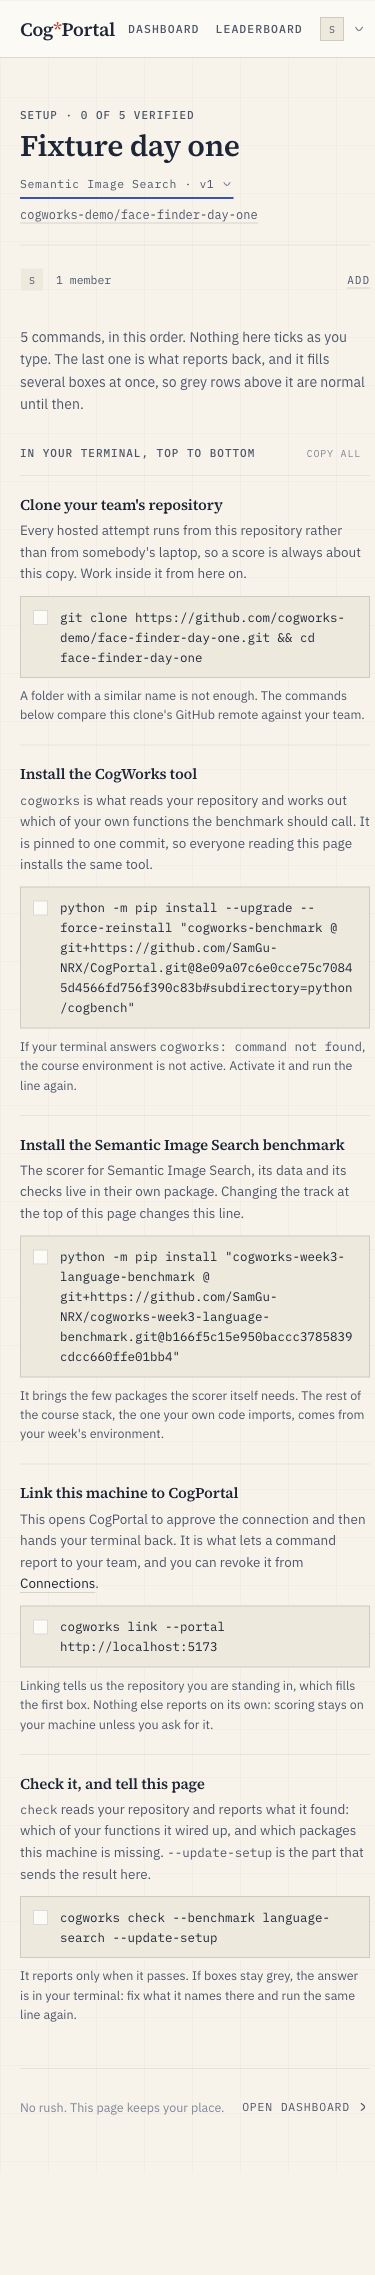 Cog*Portal DASHBOARD LEADERBOARD S
SETUP · 0 OF 5 VERIFIED
Fixture day one
Semantic Image Search · v1
cogworks-demo/face-finder-day-one
S 1 member ADD
5 commands, in this order. Nothing here ticks as you
type. The last one is what reports back, and it fills
several boxes at once, so grey rows above it are normal
until then.
IN YOUR TERMINAL, TOP TO BOTTOM COPY ALL
Clone your team's repository
Every hosted attempt runs from this repository rather
than from somebody's laptop, so a score is always about
this copy. Work inside it from here on.
git clone https://github.com/cogworks-
demo/face-finder-day-one.git && cd
face-finder-day-one
A folder with a similar name is not enough. The commands
below compare this clone's GitHub remote against your team.
Install the CogWorks tool
cogworks is what reads your repository and works out
which of your own functions the benchmark should call. It
is pinned to one commit, so everyone reading this page
installs the same tool.
python -m pip install --upgrade --
force-reinstall "cogworks-benchmark @
git+https://github.com/SamGu-
NRX/CogPortal.git@8e09a07c6e0cce75c7084
5d4566fd756f390c83b#subdirectory=python
/cogbench"
If your terminal answers cogworks: command not found,
the course environment is not active. Activate it and run the
line again.
Install the Semantic Image Search benchmark
The scorer for Semantic Image Search, its data and its
checks live in their own package. Changing the track at
the top of this page changes this line.
python -m pip install "cogworks-week3-
language-benchmark @
git+https://github.com/SamGu-
NRX/cogworks-week3-language-
benchmark.git@b166f5c15e950baccc3785839
cdcc660ffe01bb4"
It brings the few packages the scorer itself needs. The rest of
the course stack, the one your own code imports, comes from
your week's environment.
Link this machine to CogPortal
This opens CogPortal to approve the connection and then
hands your terminal back. It is what lets a command
report to your team, and you can revoke it from
Connections.
cogworks link --portal
http://localhost:5173
Linking tells us the repository you are standing in, which fills
the first box. Nothing else reports on its own: scoring stays on
your machine unless you ask for it.
Check it, and tell this page
check reads your repository and reports what it found:
which of your functions it wired up, and which packages
this machine is missing. --update-setup is the part that
sends the result here.
cogworks check --benchmark language-
search --update-setup
It reports only when it passes. If boxes stay grey, the answer
is in your terminal: fix what it names there and run the same
line again.
No rush. This page keeps your place. OPEN DASHBOARD